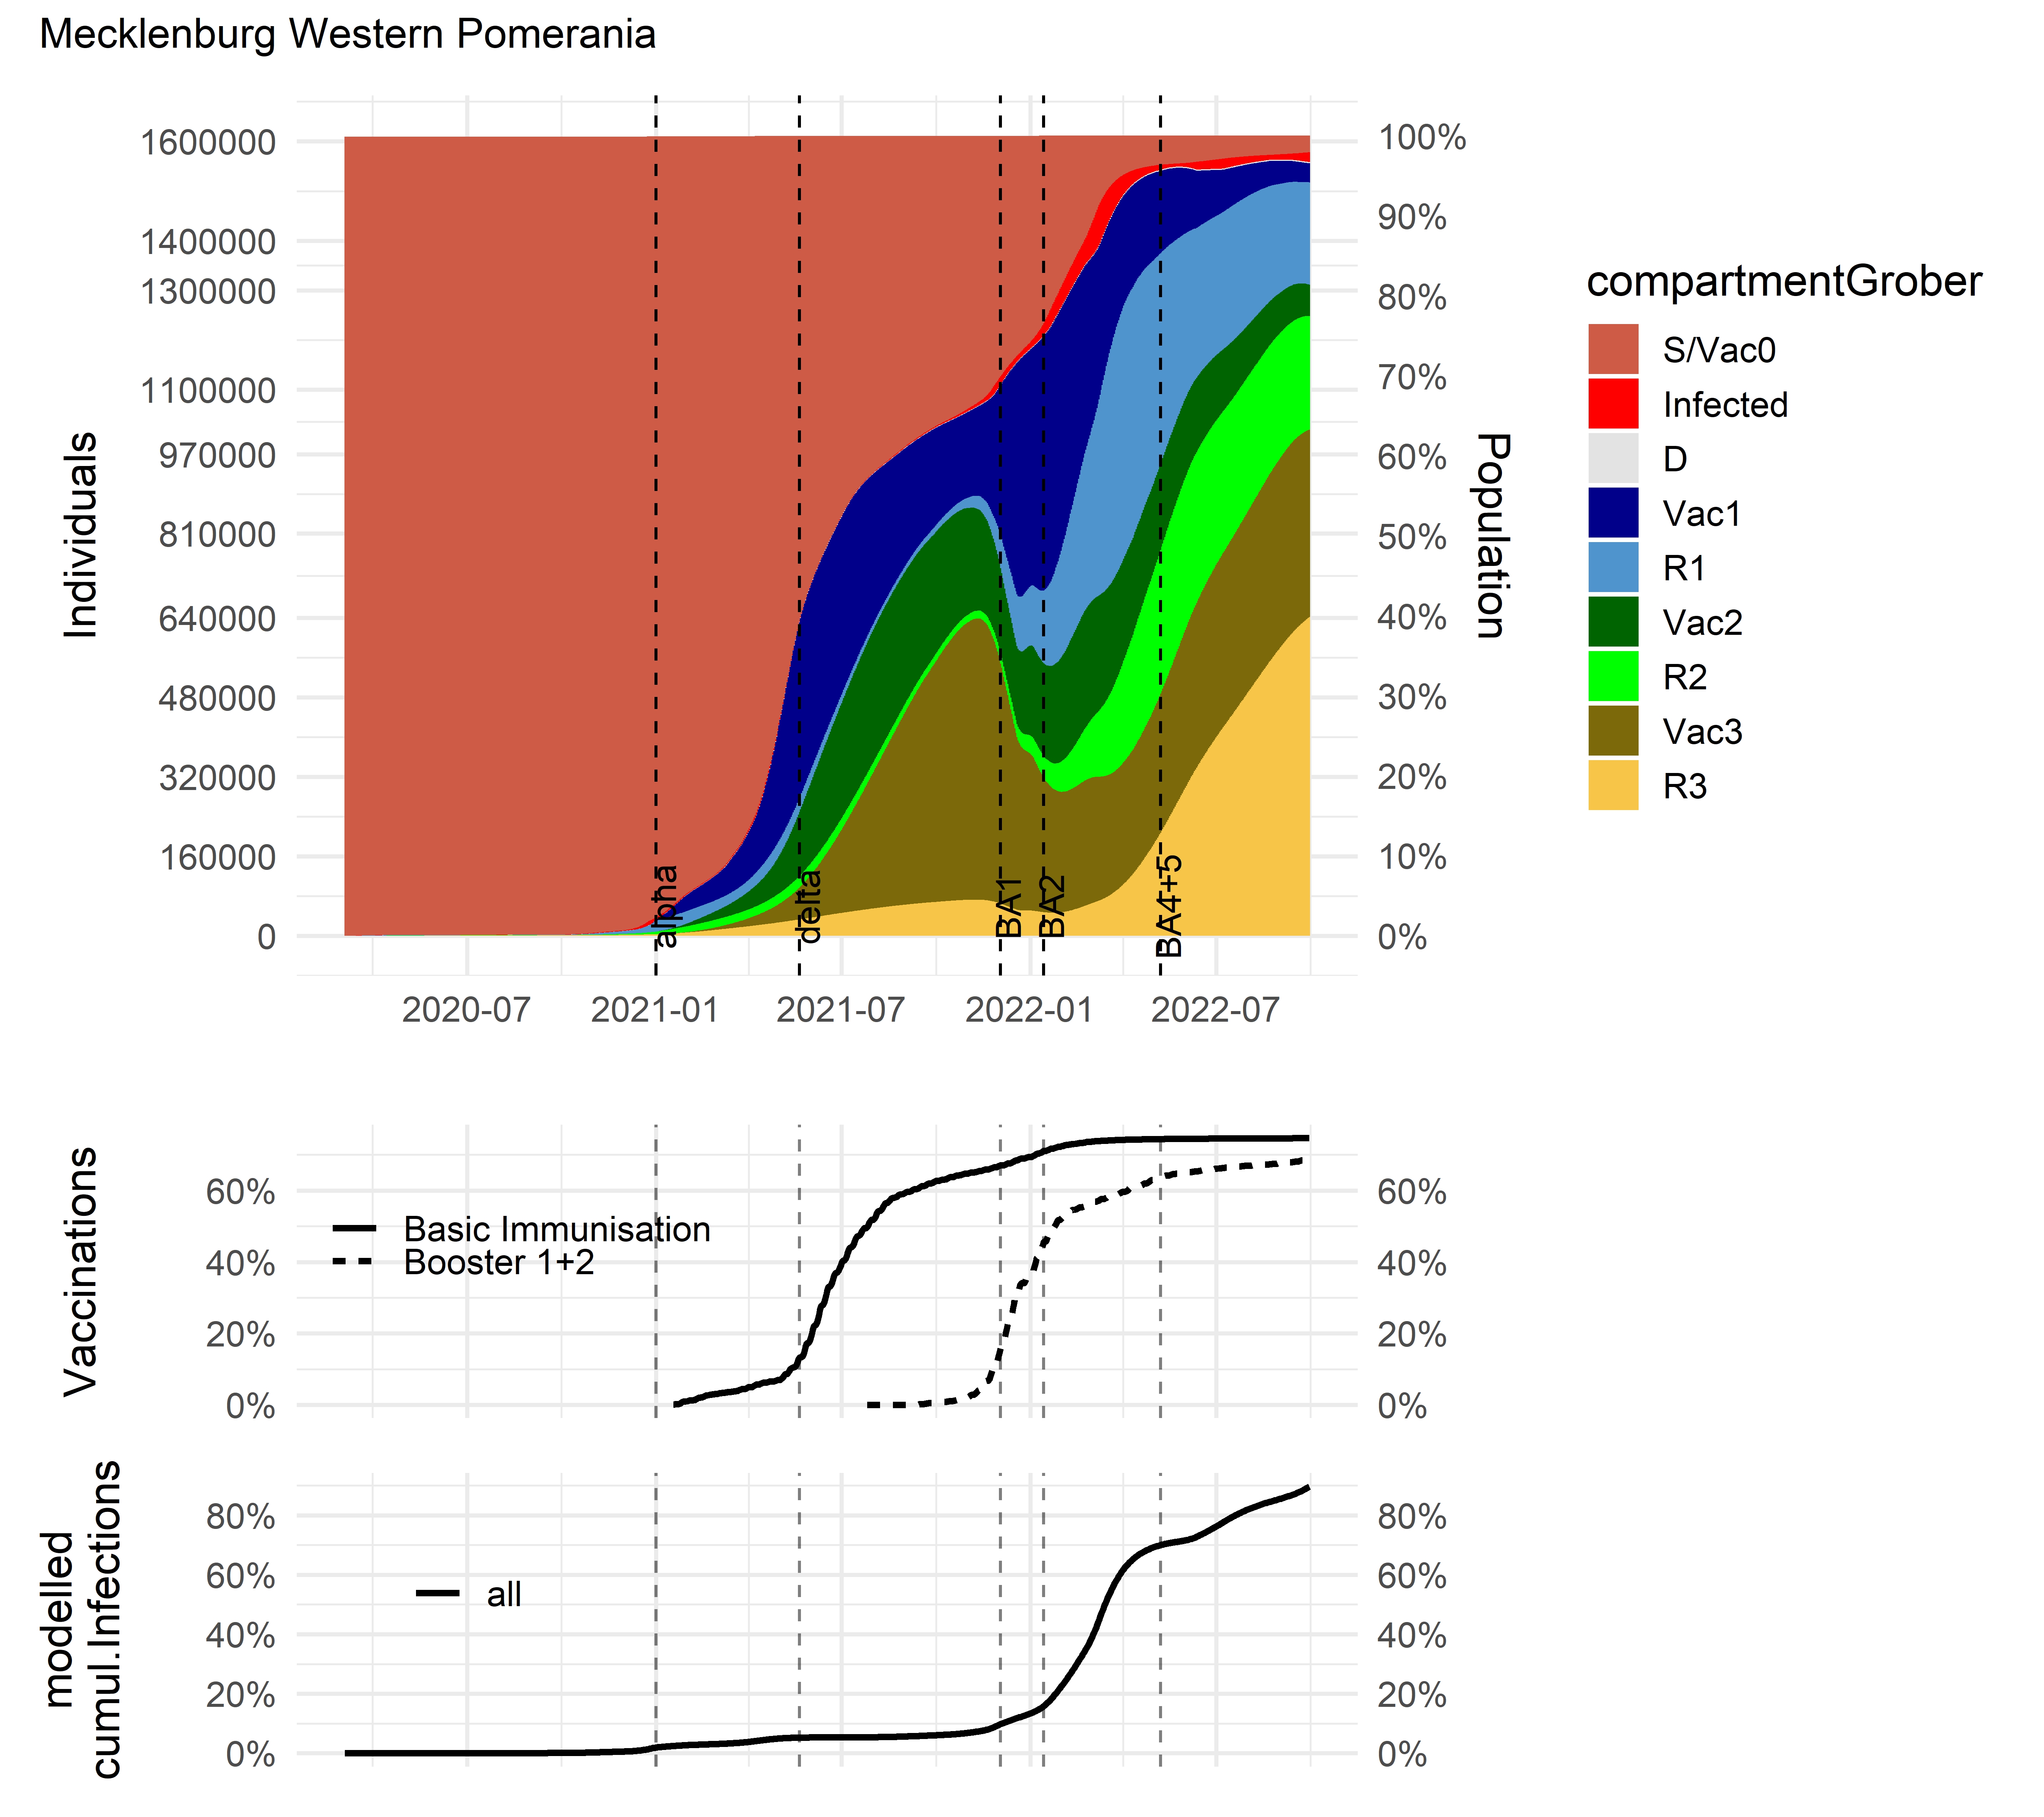 Mecklenburg Western Pomerania
Individuals
1600000
1400000
1300000
1100000
970000
810000
640000
480000
320000
160000
0
100%
90%
80%
70%
60%
50%
40%
30%
20%
10%
0%
Population
alpha
delta
BA1
BA2
BA4+5
2020-07
2021-01
2021-07
2022-01
2022-07
compartmentGrober
S/Vac0
Infected
D
Vac1
R1
Vac2
R2
Vac3
R3
Vaccinations
60%
40%
20%
0%
Basic Immunisation
Booster 1+2
60%
40%
20%
0%
modelled
cumul.Infections
80%
60%
40%
20%
0%
all
80%
60%
40%
20%
0%